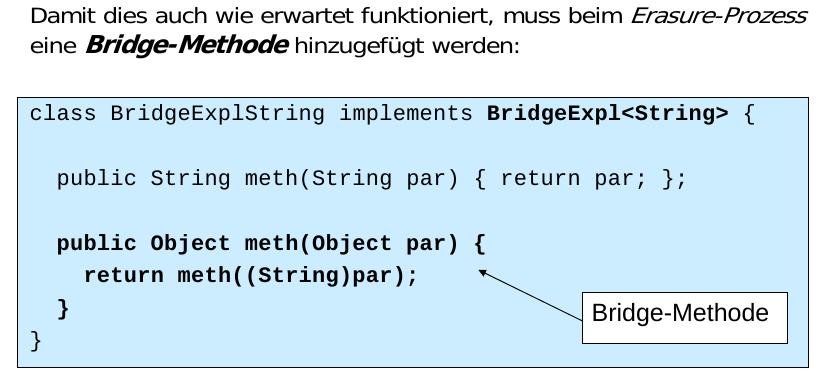 Damit dies auch wie erwartet funktioniert, muss beim Erasure-Prozess
eine Bridge-Methode hinzugefügt werden:
class BridgeExplString implements BridgeExpl<String> {
public String meth(String par) { return par; };
public Object meth(Object par) {
return meth((String)par);
}
Bridge-Methode
}